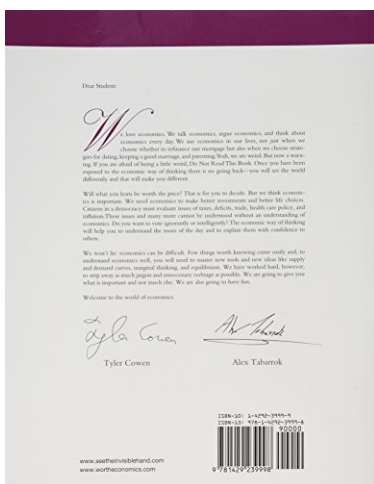 Dear Student:
We love economics. We talk economics, argue economics, and think about
economics every day. We use economics in our lives, not just when we
choose whether to refinance our mortgage but also when we choose strate-
gies for dating, keeping a good marriage, and parenting. Yeah, we are weird. But now a warn-
ing. If you are afraid of being a little weird, Do Not Read This Book. Once you have been
exposed to the economic way of thinking there is no going back—you will see the world
differently and that will make you different.
Will what you learn be worth the price? That is for you to decide. But we think econom-
ics is important. We need economics to make better investments and better life choices.
Citizens in a democracy must evaluate issues of taxes, deficits, trade, health care policy, and
inflation. These issues and many more cannot be understood without an understanding of
economics. Do you want to vote ignorantly or intelligently? The economic way of thinking
will help you to understand the issues of the day and to explain them with confidence to
others.
We won't lie: economics can be difficult. Few things worth knowing come easily and, to
understand economics well, you will need to master new tools and new ideas like supply
and demand curves, marginal thinking, and equilibrium. We have worked hard, however,
to strip away as much jargon and unnecessary verbiage as possible. We are going to give you
what is important and not much else. We are also going to have fun.
Welcome to the world of economics.
Tyler Cowen
Alex Tabarrok
Tyler Cowen
Alex Tabarrok
ISBN-10: 1-4292-3999-9
ISBN-13: 978-1-4292-3999-8
90000
9 781429 239998
www.seetheinvisiblehand.com
www.wortheconomics.com